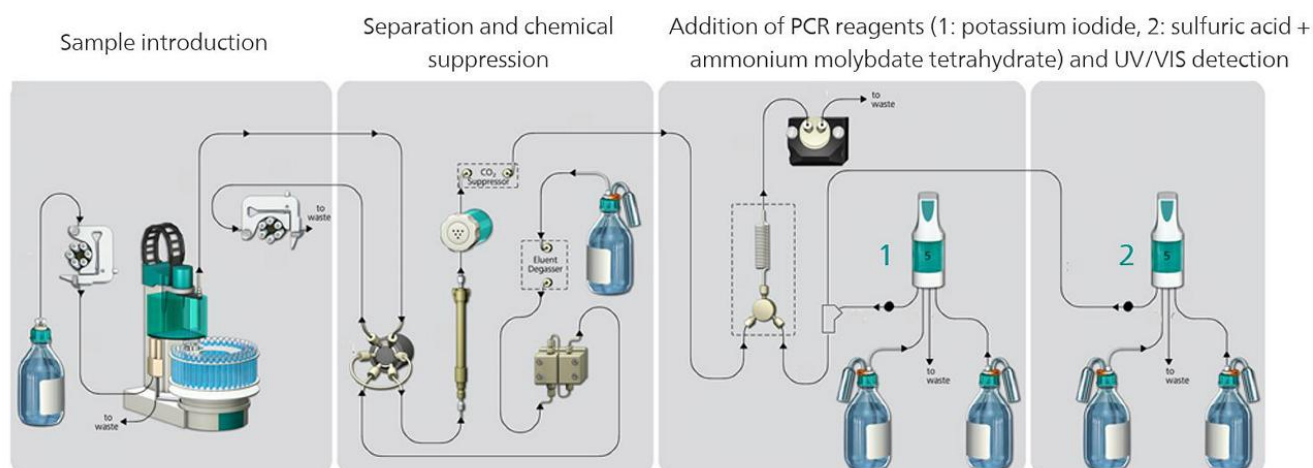 Sample introduction
Separation and chemical
suppression
Addition of PCR reagents (1: potassium iodide, 2: sulfuric acid +
ammonium molybdate tetrahydrate) and UV/VIS detection
to
waste
to
waste
CO₂
Suppressor
Eluent
Degasser
to
waste
1
5
to
waste
2
5
to
waste